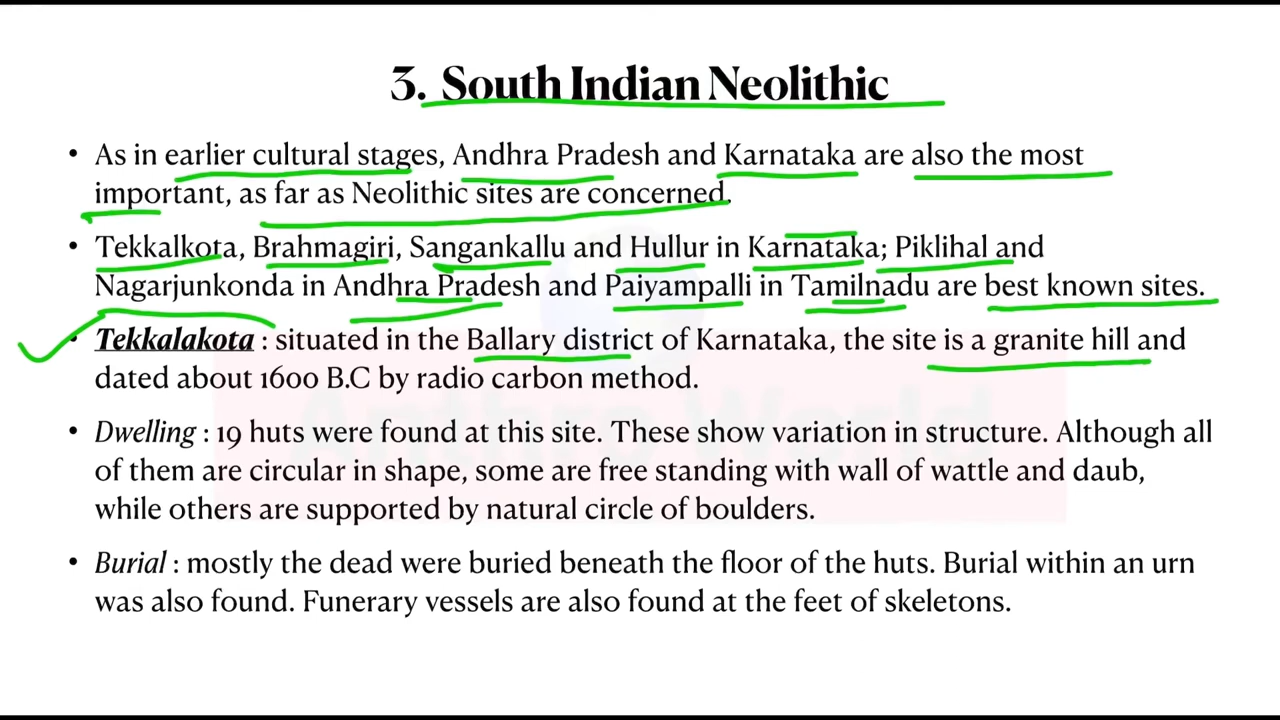 3. South Indian Neolithic
• As in earlier cultural stages, Andhra Pradesh and Karnataka are also the most
important, as far as Neolithic sites are concerned.
• Tekkalkota, Brahmagiri, Sangankallu and Hullur in Karnataka; Piklihal and
Nagarjunkonda in Andhra Pradesh and Paiyampalli in Tamilnadu are best known sites.
• Tekkalakota : situated in the Ballary district of Karnataka, the site is a granite hill and
dated about 1600 B.C by radio carbon method.
• Dwelling : 19 huts were found at this site. These show variation in structure. Although all
of them are circular in shape, some are free standing with wall of wattle and daub,
while others are supported by natural circle of boulders.
• Burial : mostly the dead were buried beneath the floor of the huts. Burial within an urn
was also found. Funerary vessels are also found at the feet of skeletons.
Anthro World